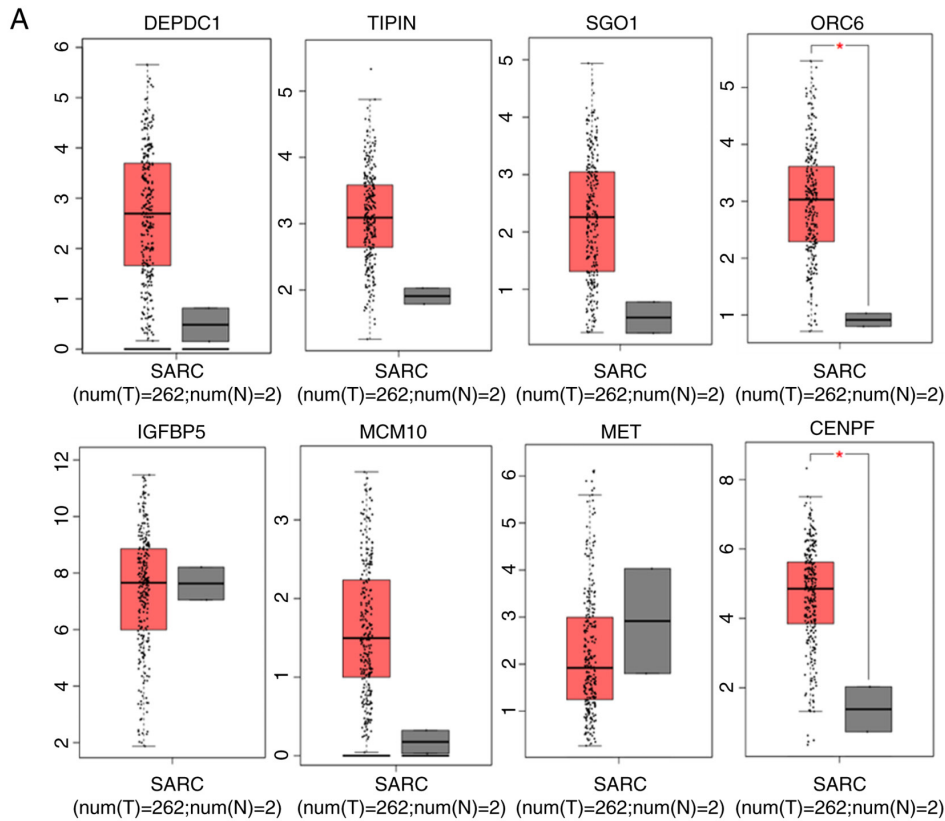 A
DEPDC1
TIPIN
SGO1
ORC6
6
5
4
3
2
1
0
5
4
3
2
5
4
3
2
1
*
5
4
3
2
1
SARC
(num(T)=262;num(N)=2)
SARC
(num(T)=262;num(N)=2)
SARC
(num(T)=262;num(N)=2)
SARC
(num(T)=262;num(N)=2)
IGFBP5
MCM10
MET
CENPF
12
10
8
6
4
2
3
2
1
0
6
5
4
3
2
1
*
8
6
4
2
SARC
(num(T)=262;num(N)=2)
SARC
(num(T)=262;num(N)=2)
SARC
(num(T)=262;num(N)=2)
SARC
(num(T)=262;num(N)=2)